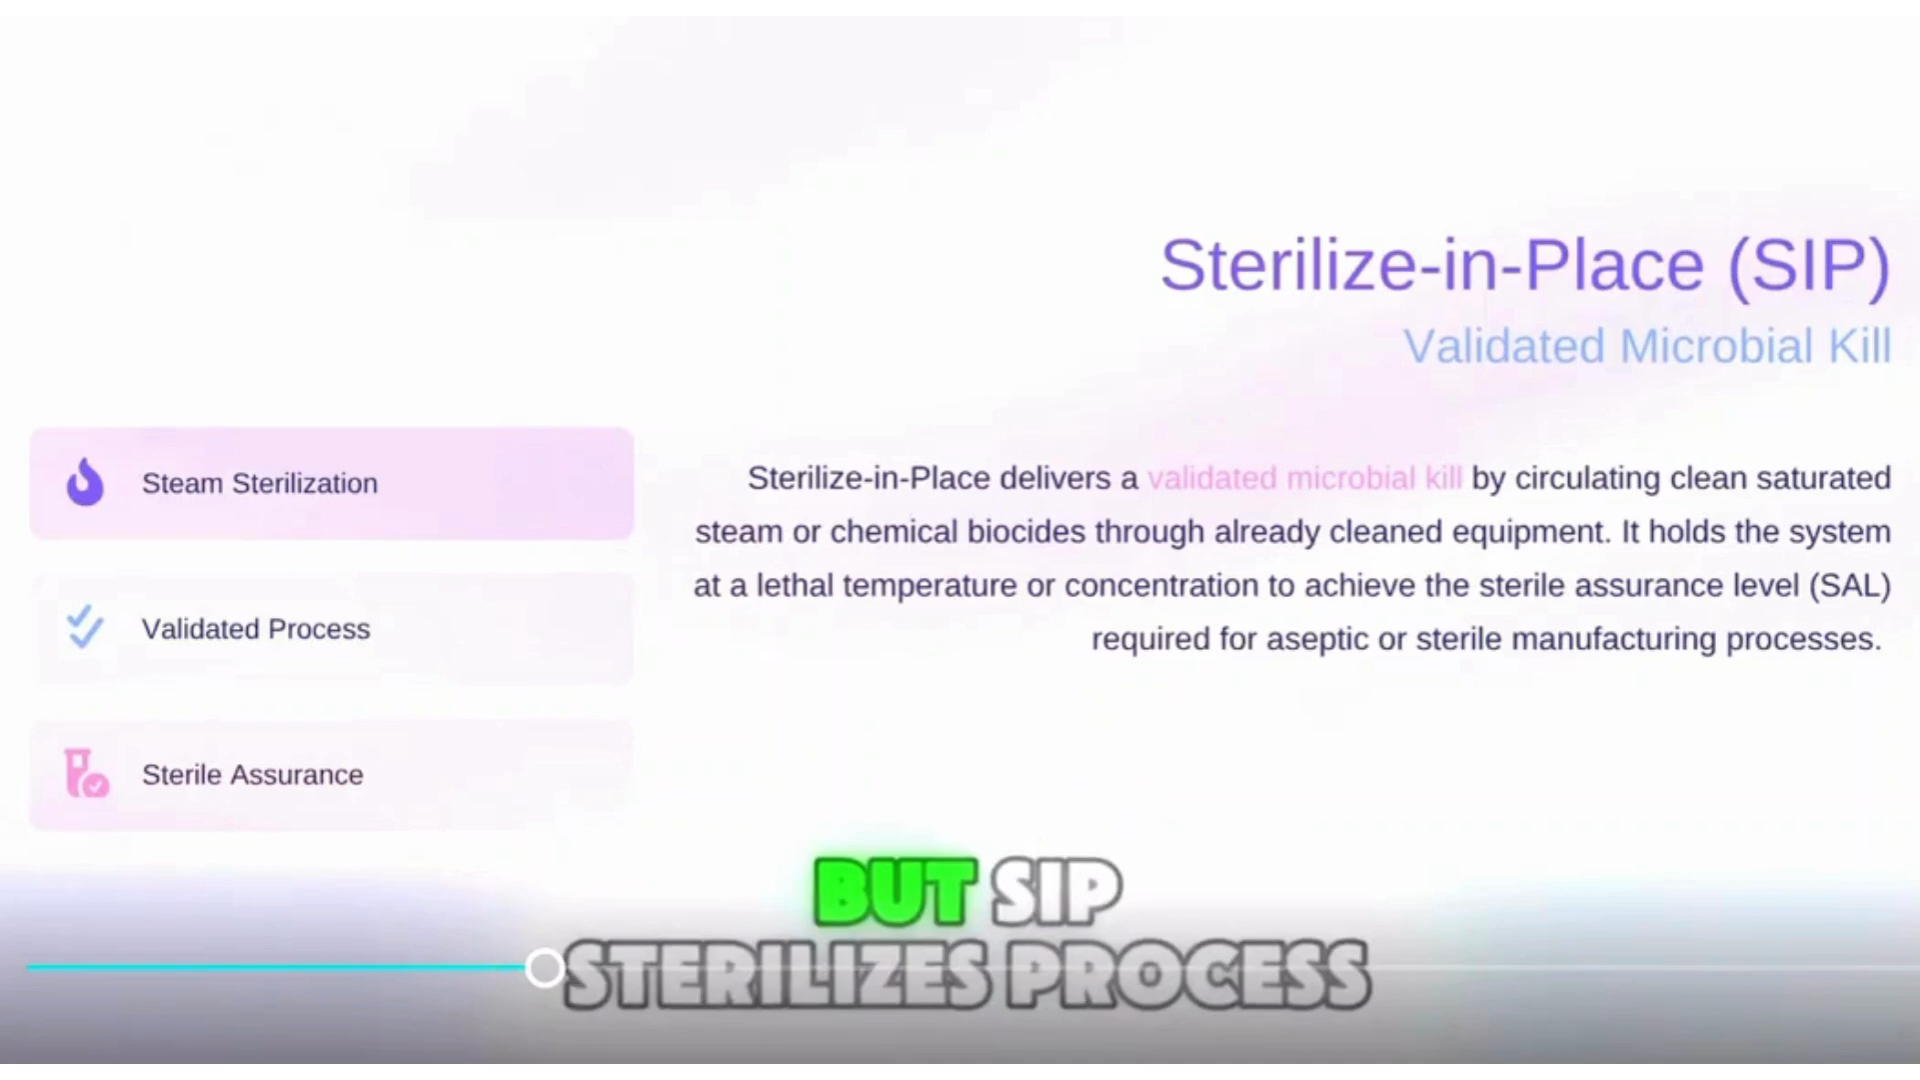 Sterilize-in-Place (SIP)
Validated Microbial Kill
Steam Sterilization
Validated Process
Sterile Assurance
Sterilize-in-Place delivers a validated microbial kill by circulating clean saturated
steam or chemical biocides through already cleaned equipment. It holds the system
at a lethal temperature or concentration to achieve the sterile assurance level (SAL)
required for aseptic or sterile manufacturing processes.
BUT SIP
STERILIZES PROCESS